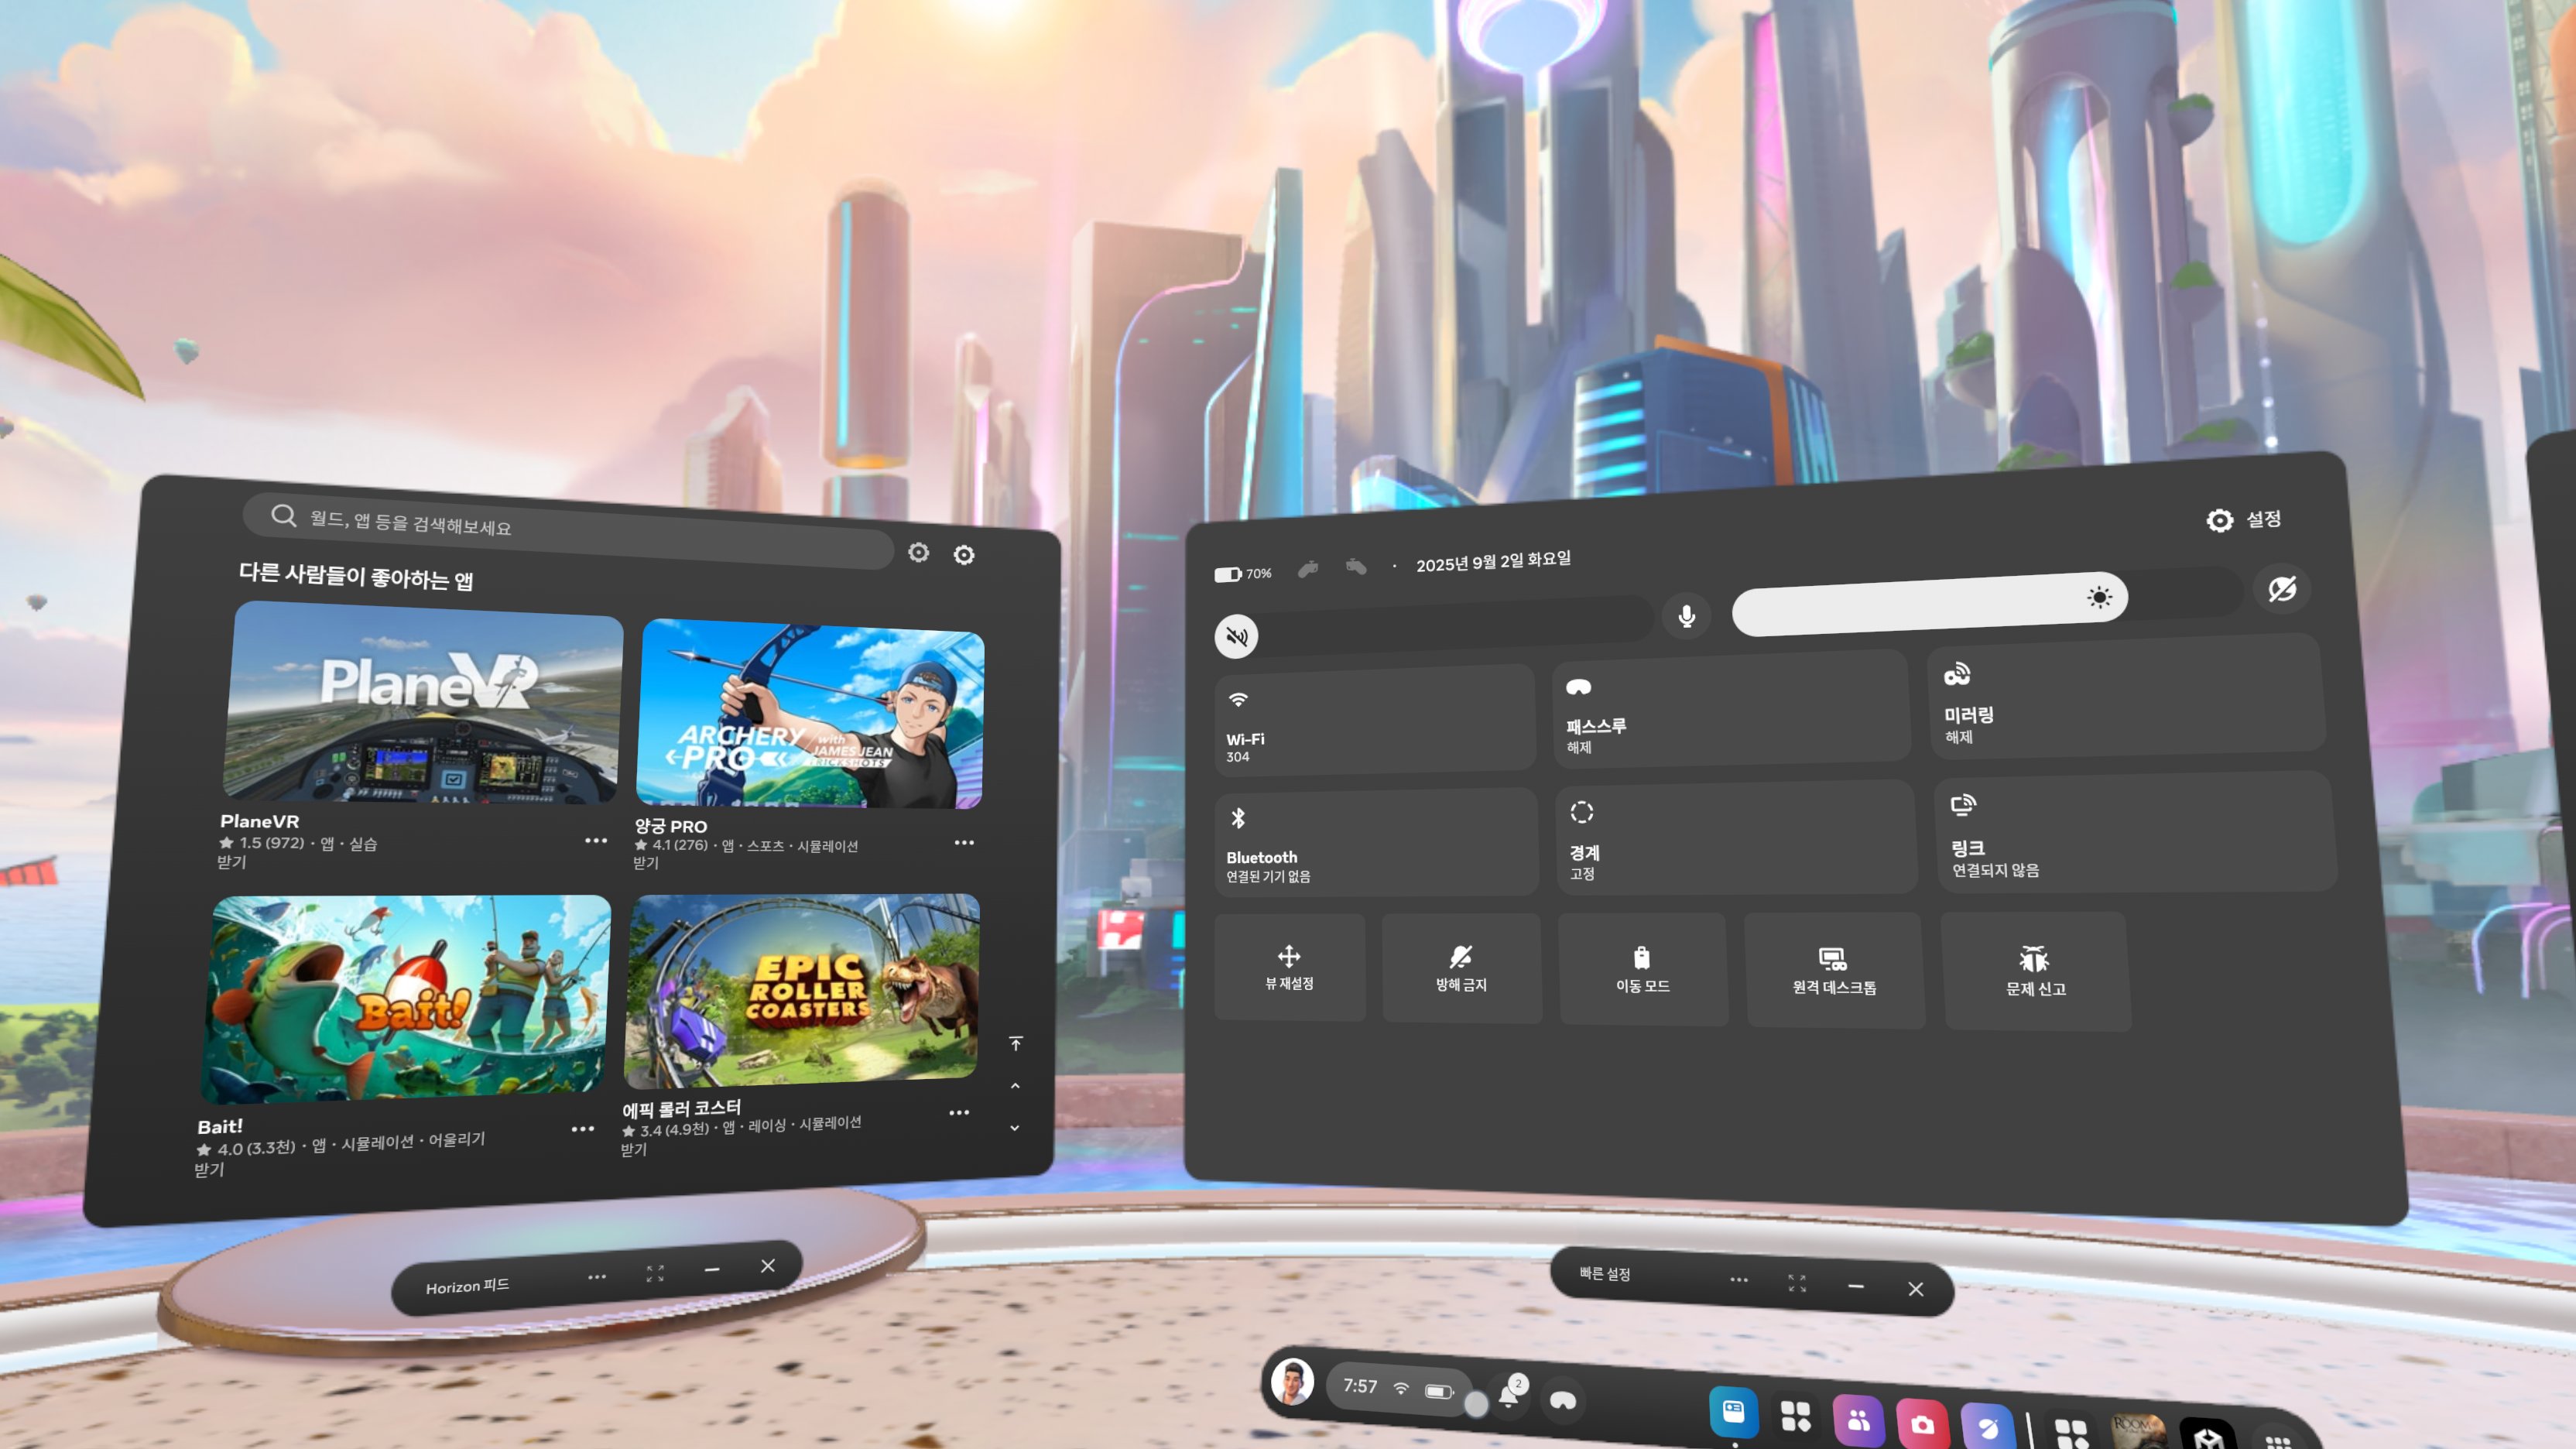 월드, 앱 등을 검색해보세요
다른 사람들이 좋아하는 앱
PlaneVR
PlaneVR
★ 1.5 (972) · 앱 · 실습
받기
ARCHERY
PRO
with
JAMES JEAN
TRICKSHOTS
양궁 PRO
★ 4.1 (276) · 앱 · 스포츠 · 시뮬레이션
받기
Bait!
Bait!
★ 4.0 (3.3천) · 앱 · 시뮬레이션 · 어울리기
받기
EPIC
ROLLER
COASTERS
에픽 롤러 코스터
★ 3.4 (4.9천) · 앱 · 레이싱 · 시뮬레이션
받기
Horizon 피드
설정
70% · 2025년 9월 2일 화요일
Wi-Fi
304
패스스루
해제
미러링
해제
Bluetooth
연결된 기기 없음
경계
고정
링크
연결되지 않음
뷰 재설정
방해 금지
이동 모드
원격 데스크톱
문제 신고
빠른 설정
7:57
2
ROOM